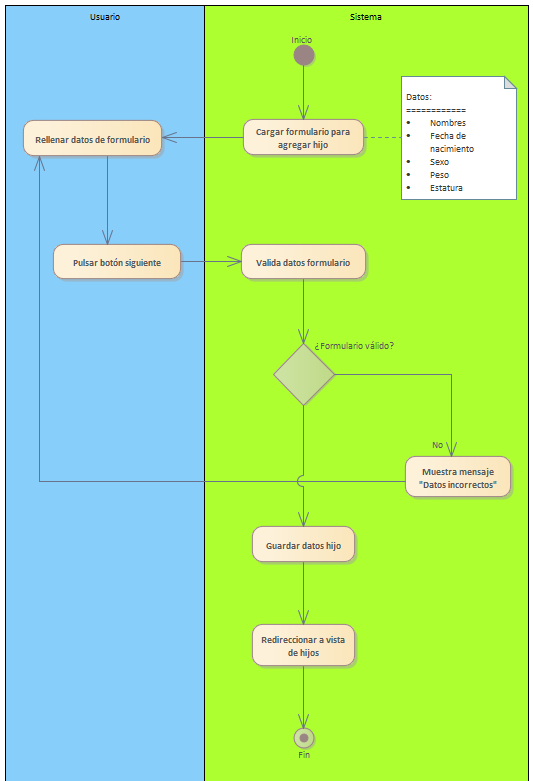 Usuario
Sistema
Inicio
Datos:
============
• Nombres
• Fecha de
nacimiento
• Sexo
• Peso
• Estatura
Cargar formulario para
agregar hijo
Rellenar datos de formulario
Pulsar botón siguiente
Valida datos formulario
¿Formulario válido?
No
Muestra mensaje
"Datos incorrectos"
Guardar datos hijo
Redireccionar a vista
de hijos
Fin